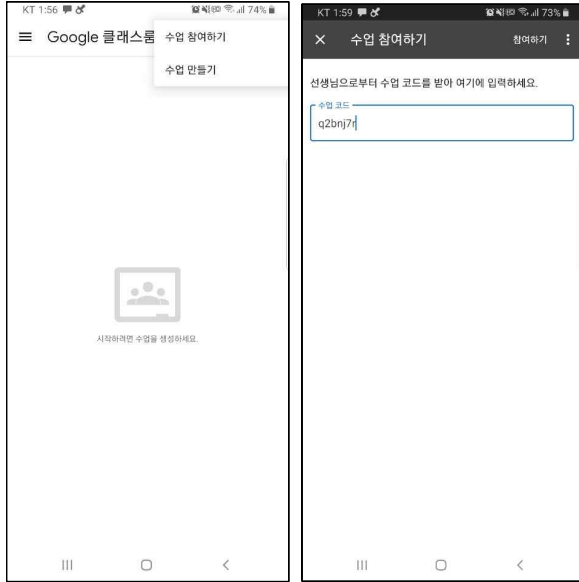 KT 1:56
74%
Google 클래스룸
수업 참여하기
수업 만들기
시작하려면 수업을 생성하세요.
KT 1:59
73%
수업 참여하기
참여하기
선생님으로부터 수업 코드를 받아 여기에 입력하세요.
수업 코드
q2bnj7r